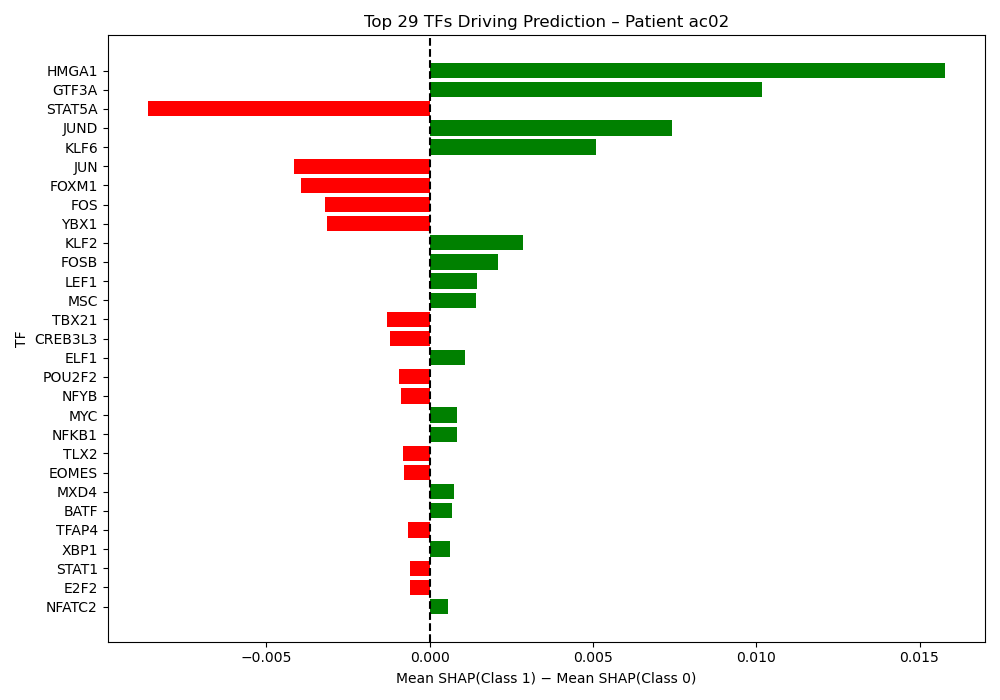 Top 29 TFs Driving Prediction – Patient ac02
HMGA1
GTF3A
STAT5A
JUND
KLF6
JUN
FOXM1
FOS
YBX1
KLF2
FOSB
LEF1
MSC
TBX21
CREB3L3
ELF1
POU2F2
NFYB
MYC
NFKB1
TLX2
EOMES
MXD4
BATF
TFAP4
XBP1
STAT1
E2F2
NFATC2
TF
−0.005 0.000 0.005 0.010 0.015
Mean SHAP(Class 1) − Mean SHAP(Class 0)